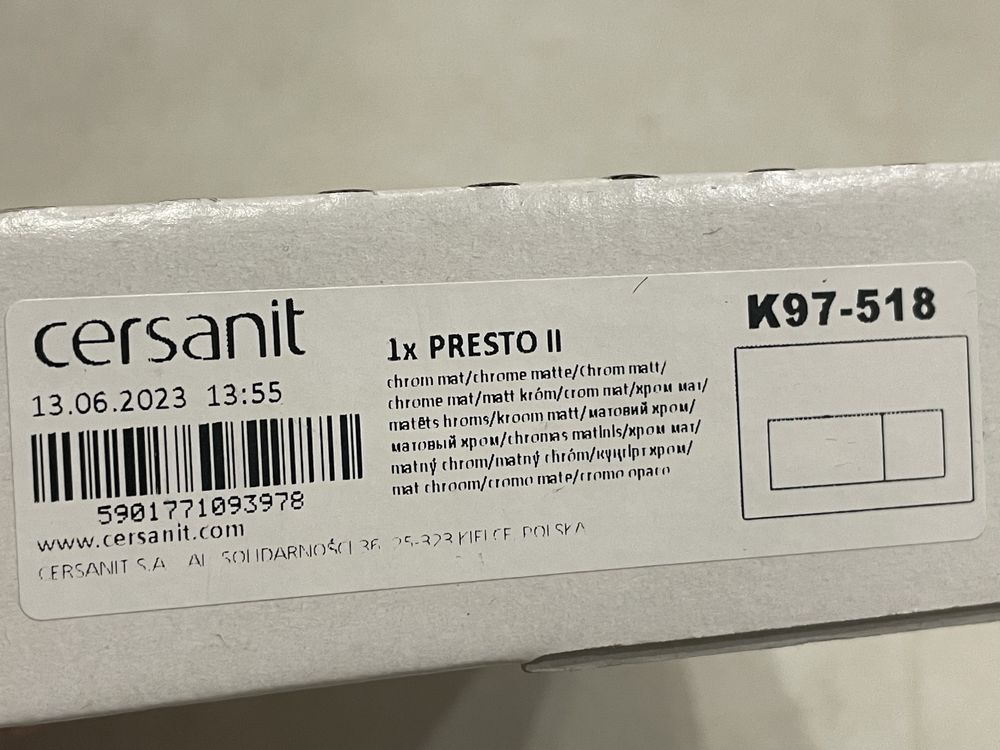 cersanit
13.06.2023 13:55
5901771093978
www.cersanit.com
CERSANIT S.A. AL. SOLIDARNOŚCI 36, 25-323 KIELCE, POLSKA
1x PRESTO II
chrom mat/chrome matte/Chrom matt/
chrome mat/matt króm/crom mat/хром мат/
matēts hroms/kroom matt/матовий хром/
матовый хром/chromas matinis/хром мат/
matný chrom/matný chróm/күңгірт хром/
mat chroom/cromo mate/cromo opaco
K97-518